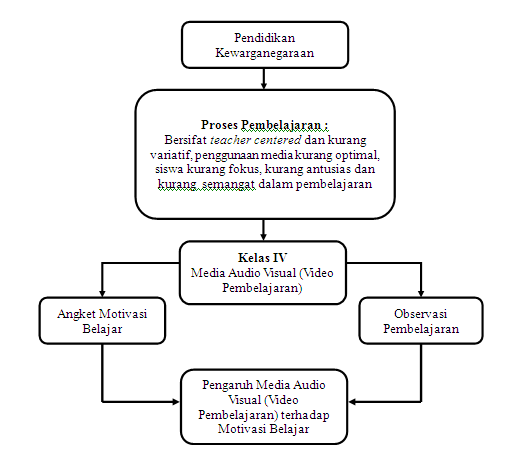 Pendidikan
Kewarganegaraan
Proses Pembelajaran :
Bersifat teacher centered dan kurang
variatif, penggunaan media kurang optimal,
siswa kurang fokus, kurang antusias dan
kurang semangat dalam pembelajaran
Kelas IV
Media Audio Visual (Video
Pembelajaran)
Angket Motivasi
Belajar
Observasi
Pembelajaran
Pengaruh Media Audio
Visual (Video
Pembelajaran) terhadap
Motivasi Belajar